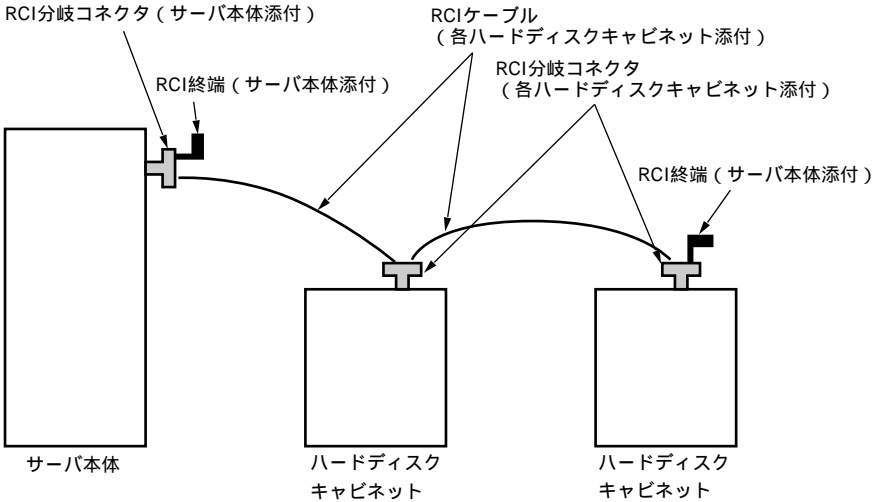 RCI分岐コネクタ（サーバ本体添付）
RCIケーブル
（各ハードディスクキャビネット添付）
RCI分岐コネクタ
（各ハードディスクキャビネット添付）
RCI終端（サーバ本体添付）
RCI終端（サーバ本体添付）
サーバ本体
ハードディスク
キャビネット
ハードディスク
キャビネット